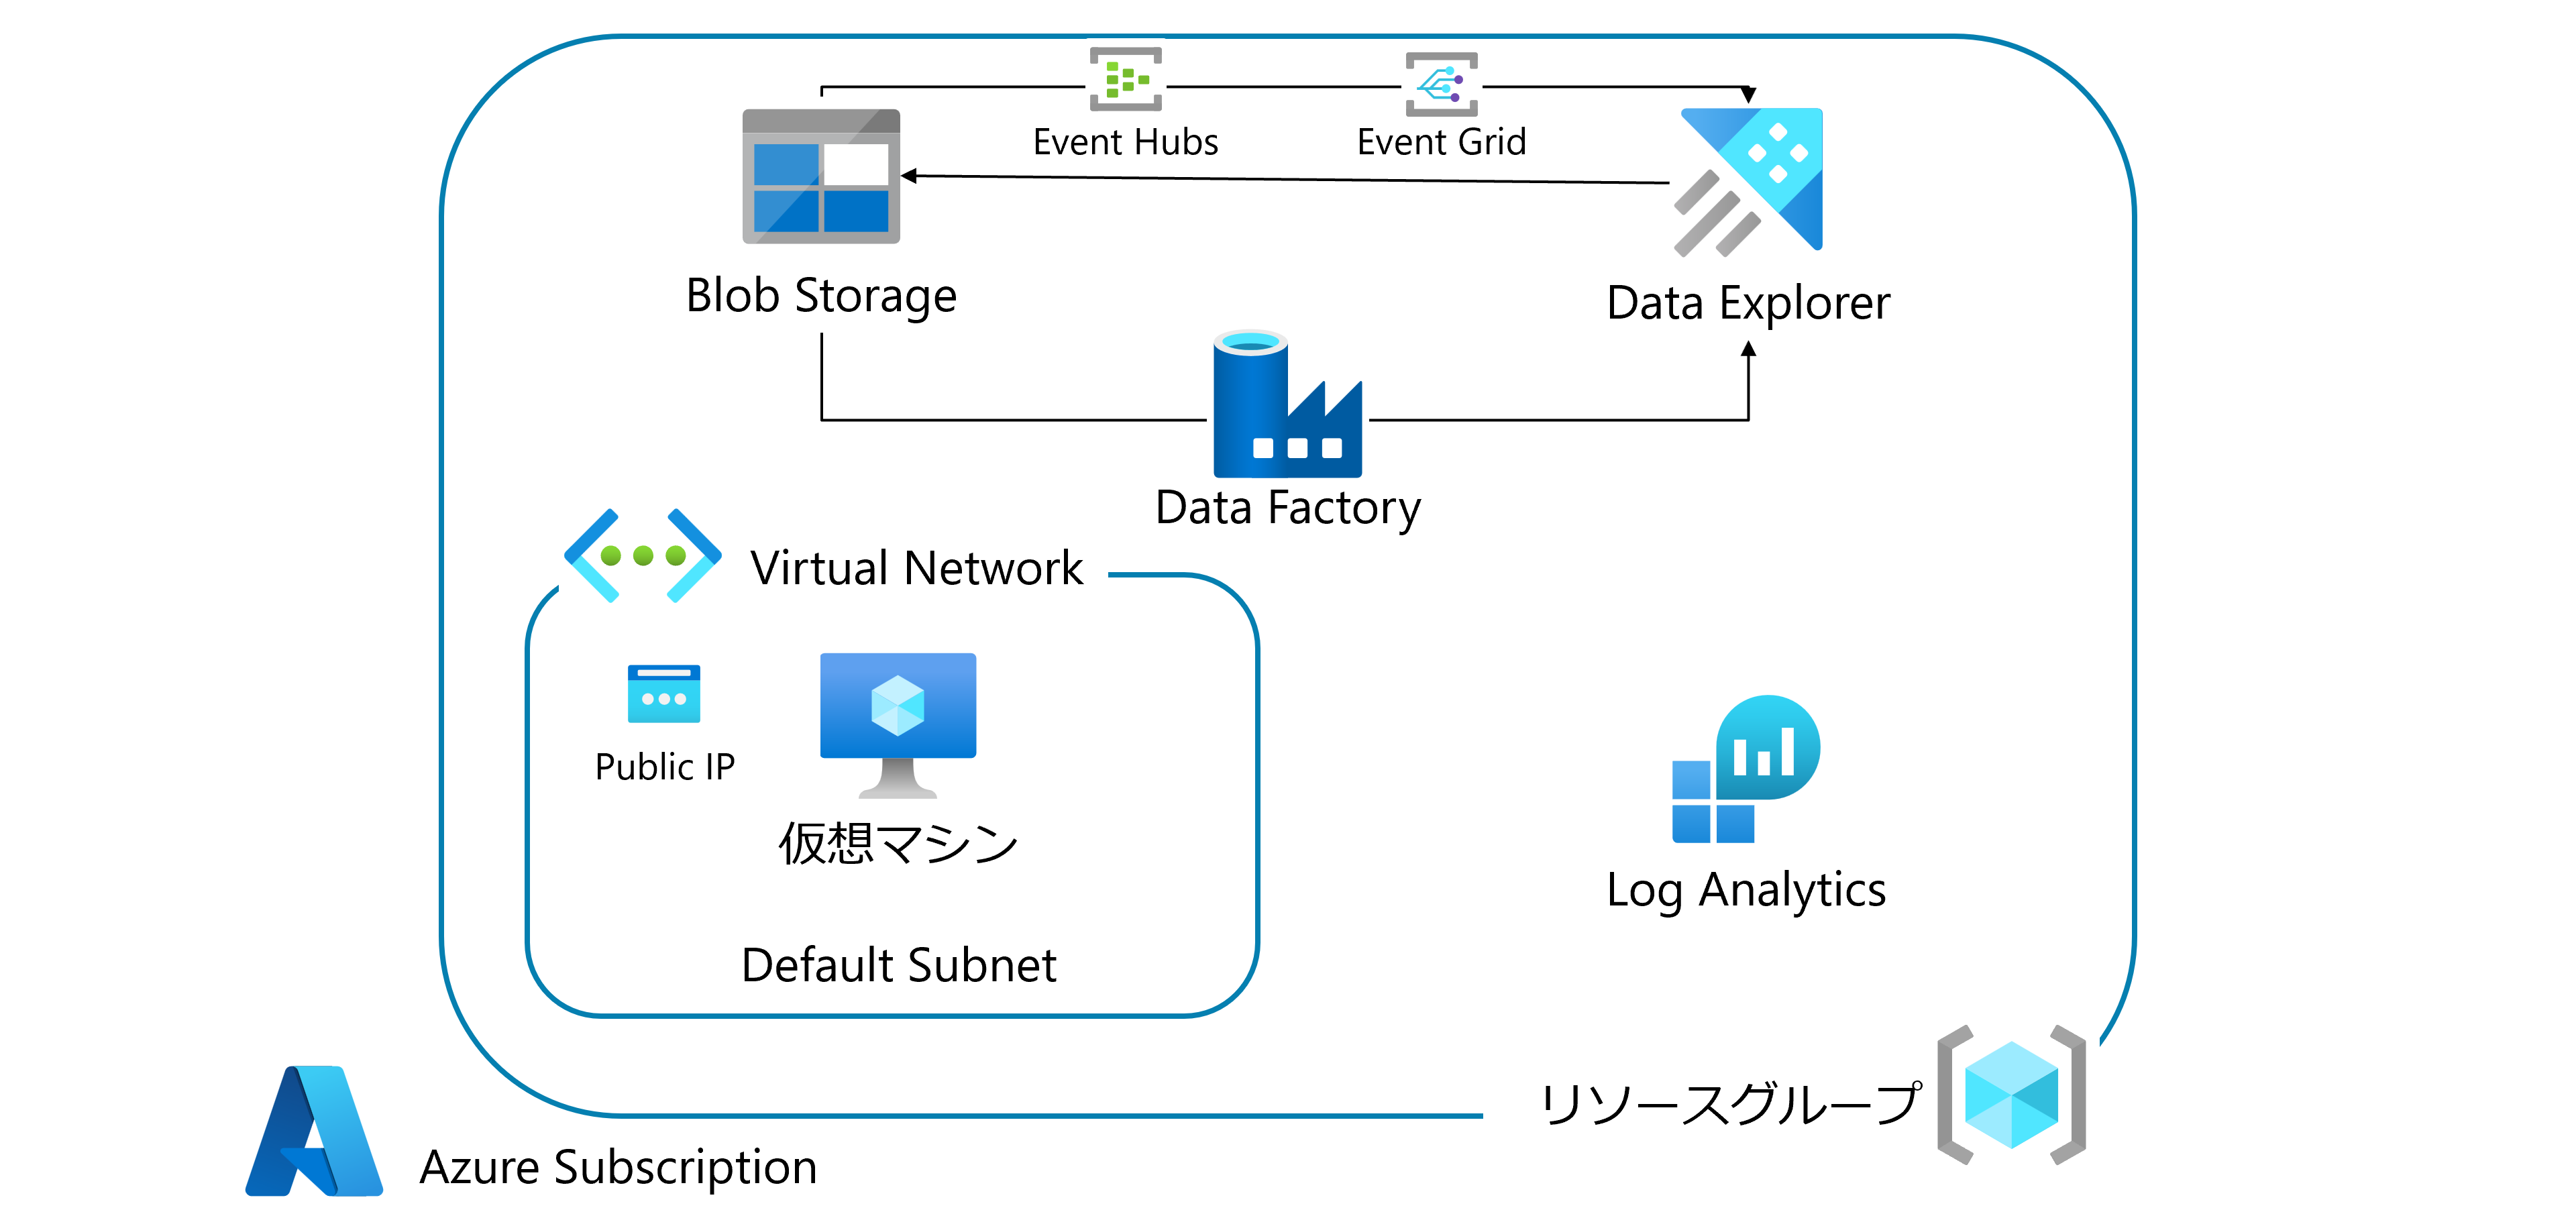 Event Hubs
Event Grid
Blob Storage
Data Explorer
Data Factory
Virtual Network
Public IP
仮想マシン
Default Subnet
Log Analytics
リソースグループ
Azure Subscription